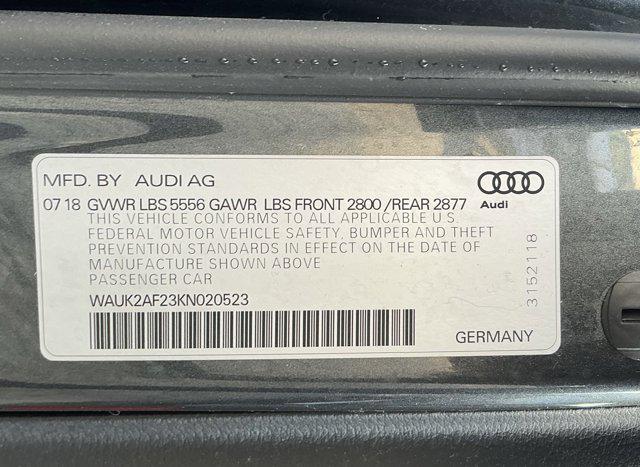 MFD. BY AUDI AG
Audi
07 18 GVWR LBS 5556 GAWR LBS FRONT 2800 /REAR 2877
THIS VEHICLE CONFORMS TO ALL APPLICABLE U.S.
FEDERAL MOTOR VEHICLE SAFETY, BUMPER AND THEFT
PREVENTION STANDARDS IN EFFECT ON THE DATE OF
MANUFACTURE SHOWN ABOVE
PASSENGER CAR
WAUK2AF23KN020523
GERMANY
3152118